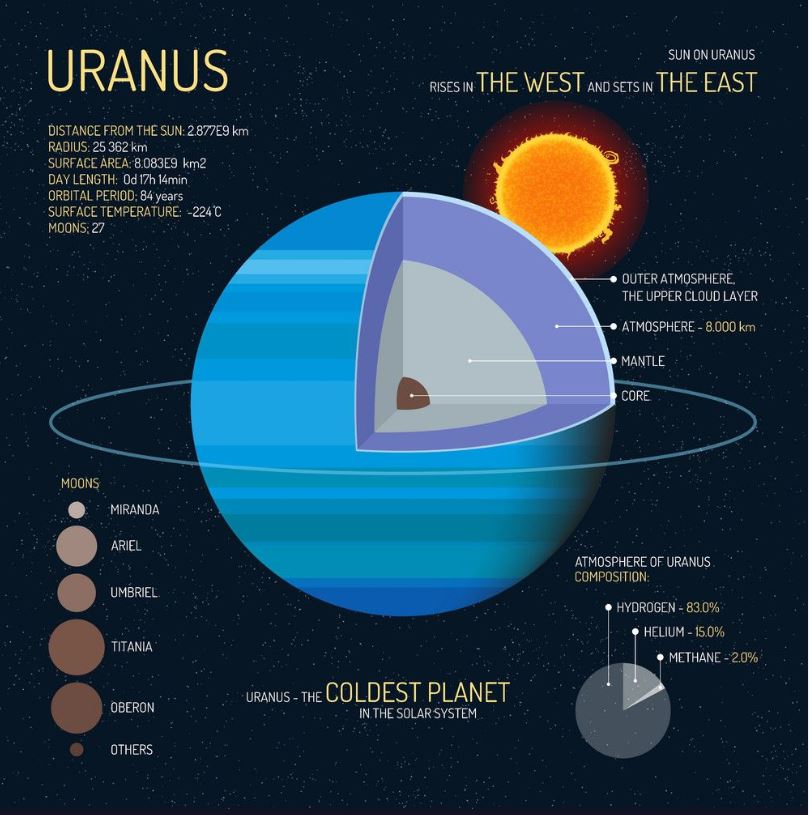 URANUS
SUN ON URANUS
RISES IN THE WEST AND SETS IN THE EAST
DISTANCE FROM THE SUN: 2.877E9 km
RADIUS: 25 362 km
SURFACE AREA: 8.083E9 km2
DAY LENGTH: 0d 17h 14min
ORBITAL PERIOD: 84 years
SURFACE TEMPERATURE: -224°C
MOONS: 27
OUTER ATMOSPHERE,
THE UPPER CLOUD LAYER
ATMOSPHERE - 8.000 km
MANTLE
CORE
MOONS
MIRANDA
ARIEL
UMBRIEL
TITANIA
OBERON
OTHERS
ATMOSPHERE OF URANUS
COMPOSITION:
HYDROGEN - 83.0%
HELIUM - 15.0%
METHANE - 2.0%
URANUS - THE COLDEST PLANET
IN THE SOLAR SYSTEM